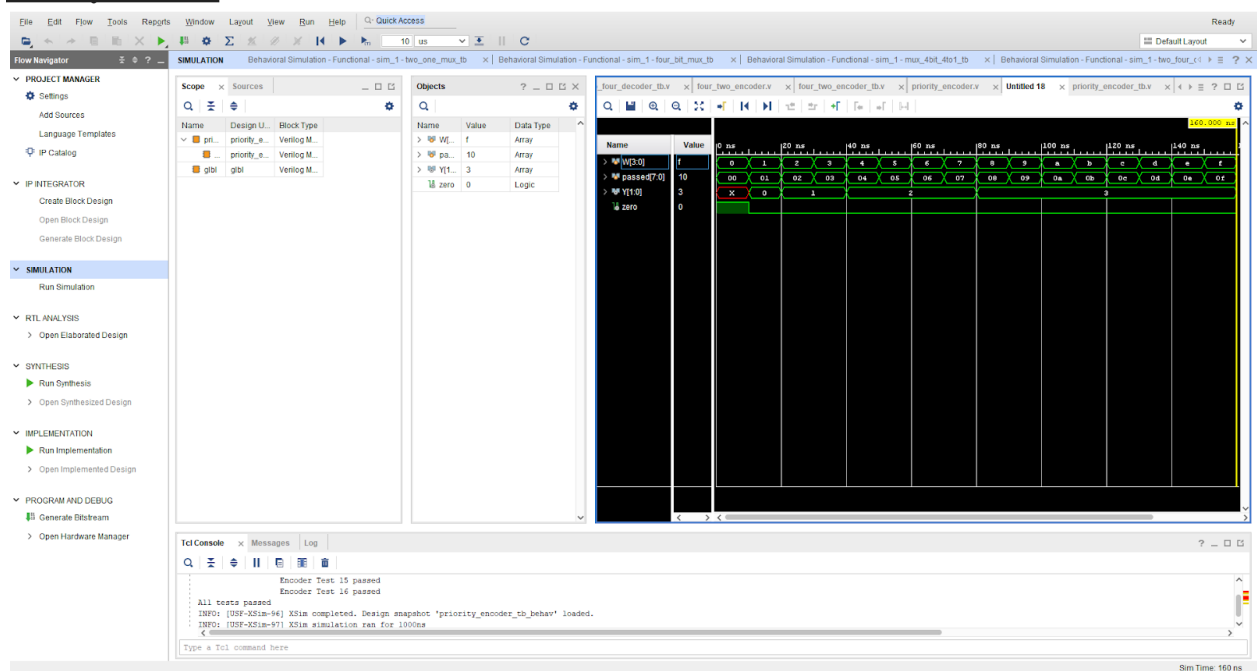 File Edit Flow Tools Reports Window Layout View Run Help Quick Access Ready
10 us Default Layout
Flow Navigator SIMULATION Behavioral Simulation - Functional - sim_1 - two_one_mux_tb Behavioral Simulation - Functional - sim_1 - four_bit_mux_tb Behavioral Simulation - Functional - sim_1 - mux_4bit_4to1_tb Behavioral Simulation - Functional - sim_1 - two_four_
PROJECT MANAGER
Settings
Add Sources
Language Templates
IP Catalog
IP INTEGRATOR
Create Block Design
Open Block Design
Generate Block Design
SIMULATION
Run Simulation
RTL ANALYSIS
Open Elaborated Design
SYNTHESIS
Run Synthesis
Open Synthesized Design
IMPLEMENTATION
Run Implementation
Open Implemented Design
PROGRAM AND DEBUG
Generate Bitstream
Open Hardware Manager
Scope Sources
Name Design U... Block Type
pri... priority_e... Verilog M...
... priority_e... Verilog M...
glbl glbl Verilog M...
Objects
Name Value Data Type
W[... f Array
pa... 10 Array
Y[1... 3 Array
zero 0 Logic
_four_decoder_tb.v four_two_encoder.v four_two_encoder_tb.v priority_encoder.v Untitled 18 priority_encoder_tb.v
160.000 ns
Name Value 0 ns 20 ns 40 ns 60 ns 80 ns 100 ns 120 ns 140 ns
W[3:0] f 0 1 2 3 4 5 6 7 8 9 a b c d e f
passed[7:0] 10 00 01 02 03 04 05 06 07 08 09 0a 0b 0c 0d 0e 0f
Y[1:0] 3 X 0 1 2 3
zero 0
Tcl Console Messages Log
Encoder Test 15 passed
Encoder Test 16 passed
All tests passed
INFO: [USF-XSim-96] XSim completed. Design snapshot 'priority_encoder_tb_behav' loaded.
INFO: [USF-XSim-97] XSim simulation ran for 1000ns
Type a Tcl command here
Sim Time: 160 ns